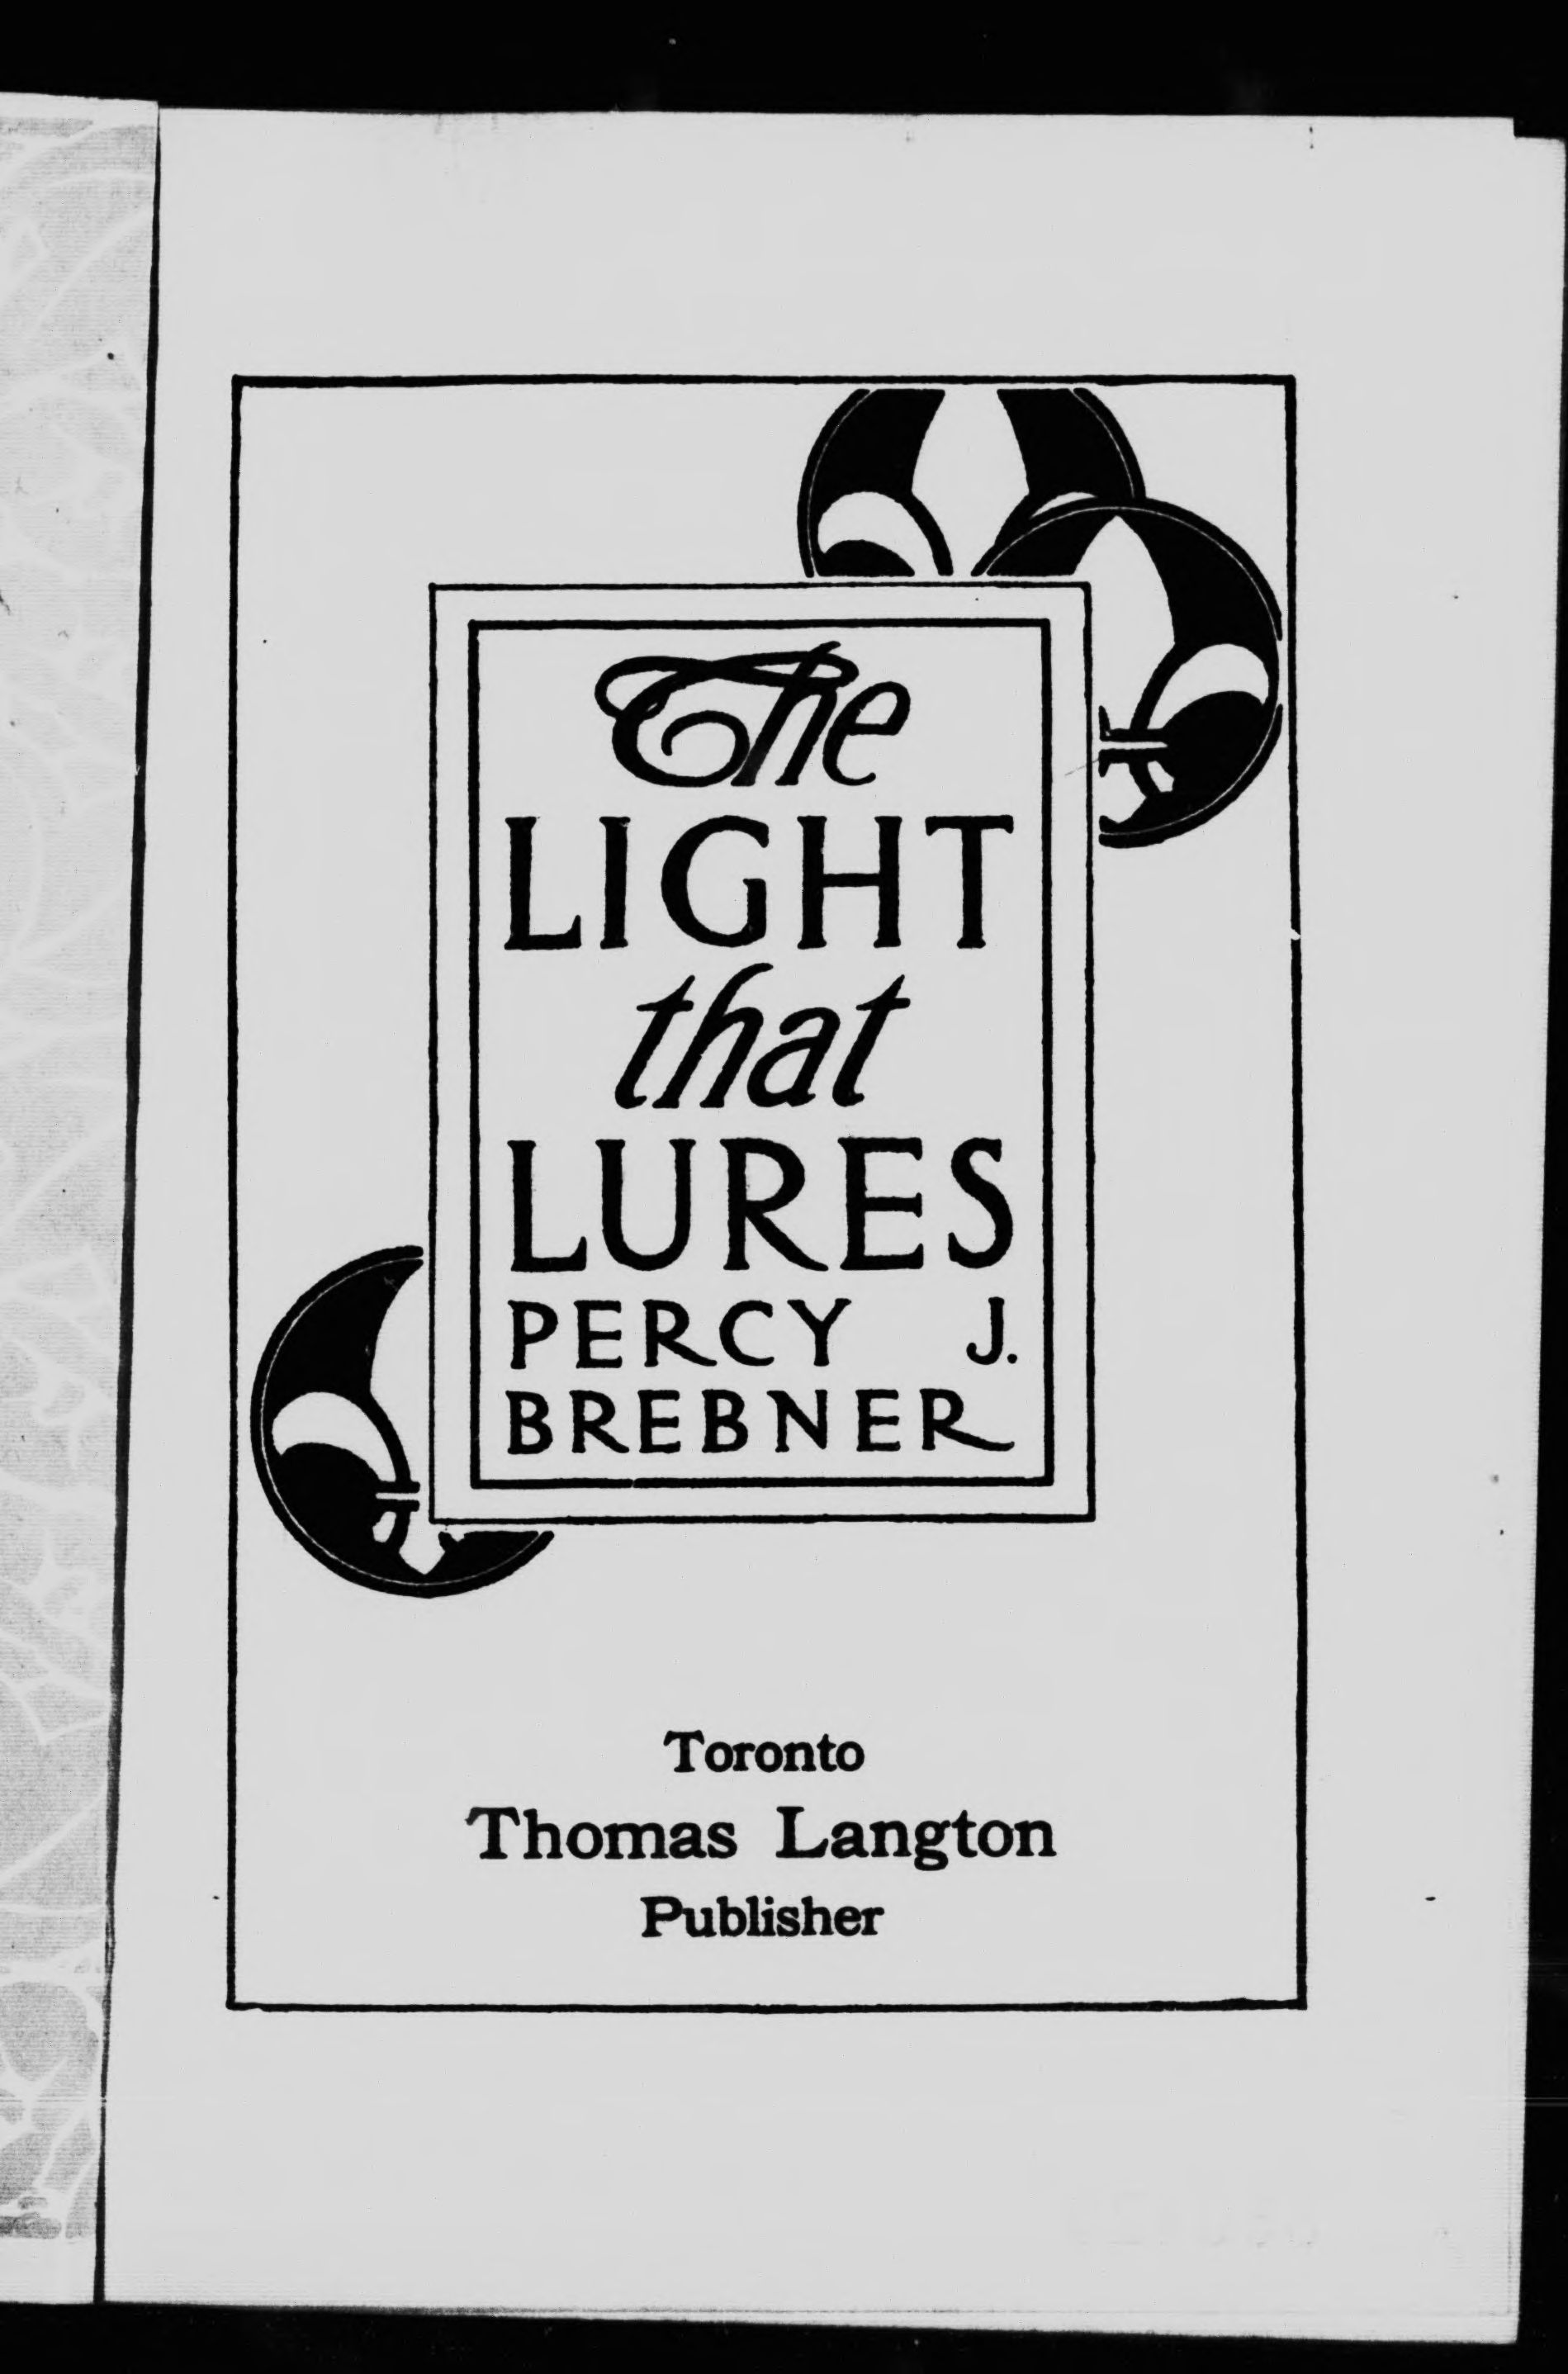 The
LIGHT
that
LURES
PERCY J.
BREBNER
Toronto
Thomas Langton
Publisher